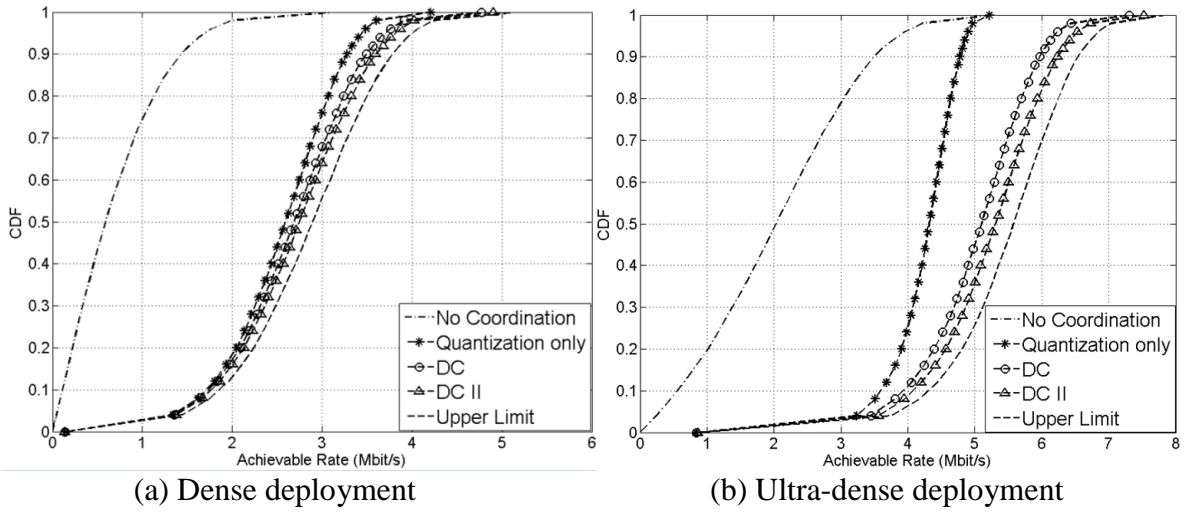 1
0.9
0.8
0.7
0.6
0.5
0.4
0.3
0.2
0.1
0
CDF
0 1 2 3 4 5 6
Achievable Rate (Mbit/s)
No Coordination
Quantization only
DC
DC II
Upper Limit
(a) Dense deployment
1
0.9
0.8
0.7
0.6
0.5
0.4
0.3
0.2
0.1
0
CDF
0 1 2 3 4 5 6 7 8
Achievable Rate (Mbit/s)
No Coordination
Quantization only
DC
DC II
Upper Limit
(b) Ultra-dense deployment